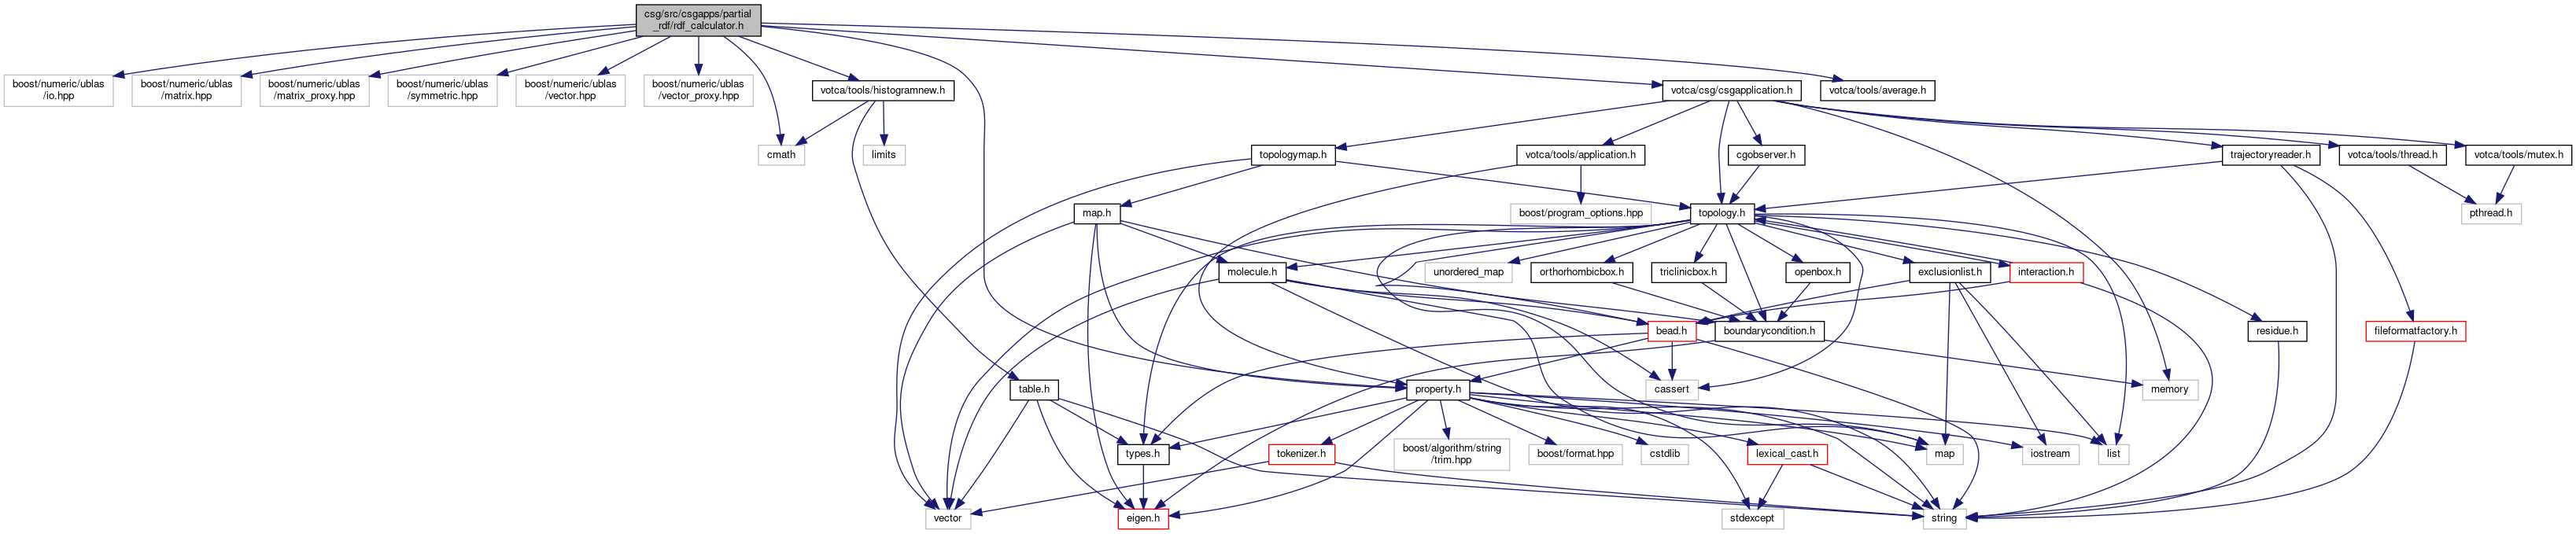 csg/src/csgapps/partial
_rdf/rdf_calculator.h
boost/numeric/ublas
/io.hpp
boost/numeric/ublas
/matrix.hpp
boost/numeric/ublas
/matrix_proxy.hpp
boost/numeric/ublas
/symmetric.hpp
boost/numeric/ublas
/vector.hpp
boost/numeric/ublas
/vector_proxy.hpp
votca/tools/histogramnew.h
votca/csg/csgapplication.h
votca/tools/average.h
cmath
limits
topologymap.h
votca/tools/application.h
cgobserver.h
trajectoryreader.h
votca/tools/thread.h
votca/tools/mutex.h
map.h
boost/program_options.hpp
topology.h
pthread.h
molecule.h
unordered_map
orthorhombicbox.h
triclinicbox.h
openbox.h
exclusionlist.h
interaction.h
bead.h
boundarycondition.h
residue.h
fileformatfactory.h
table.h
property.h
cassert
memory
types.h
tokenizer.h
boost/algorithm/string
/trim.hpp
boost/format.hpp
cstdlib
lexical_cast.h
map
iostream
list
vector
eigen.h
stdexcept
string